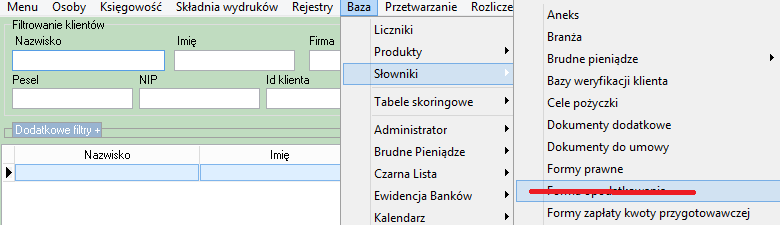 Menu Osoby Księgowość Składnia wydruków Rejestry Baza Przetwarzanie Rozlicze
Filtrowanie klientów
Nazwisko Imię Firma
Pesel NIP Id klienta
Dodatkowe filtry +
Nazwisko Imię
Liczniki
Produkty
Słowniki
Tabele skoringowe
Administrator
Brudne Pieniądze
Czarna Lista
Ewidencja Banków
Kalendarz
Aneks
Branża
Brudne pieniądze
Bazy weryfikacji klienta
Cele pożyczki
Dokumenty dodatkowe
Dokumenty do umowy
Formy prawne
Formy zapłaty kwoty przygotowawczej